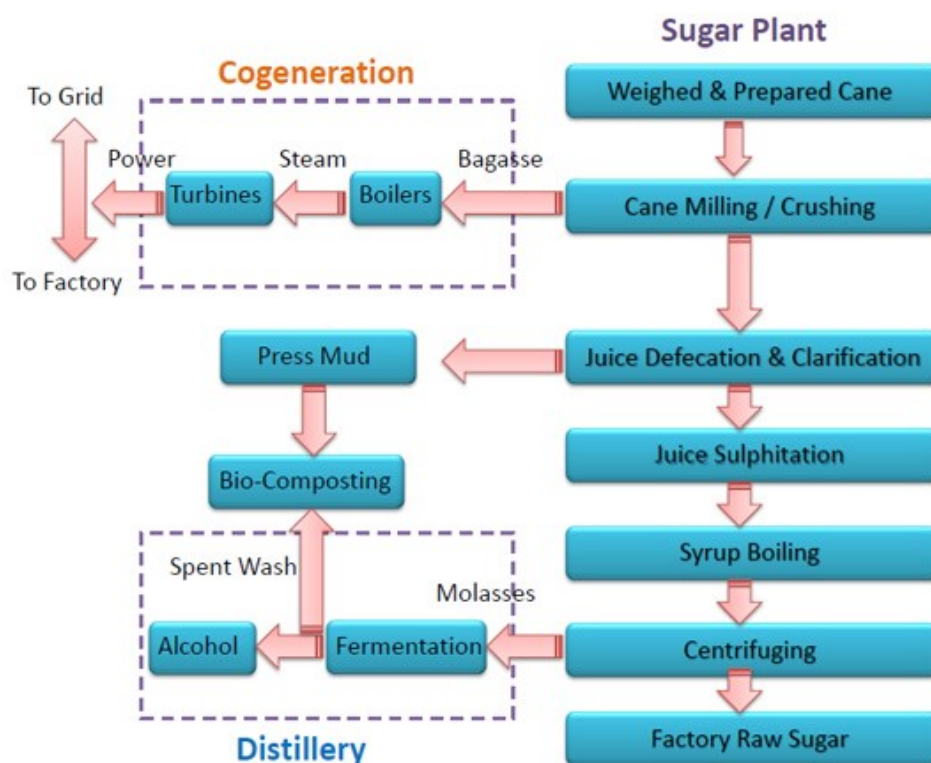 Sugar Plant
Cogeneration
Weighed & Prepared Cane
To Grid
Power
Steam
Bagasse
Turbines
Boilers
Cane Milling / Crushing
To Factory
Press Mud
Juice Defecation & Clarification
Bio-Composting
Juice Sulphitation
Spent Wash
Syrup Boiling
Molasses
Alcohol
Fermentation
Centrifuging
Distillery
Factory Raw Sugar